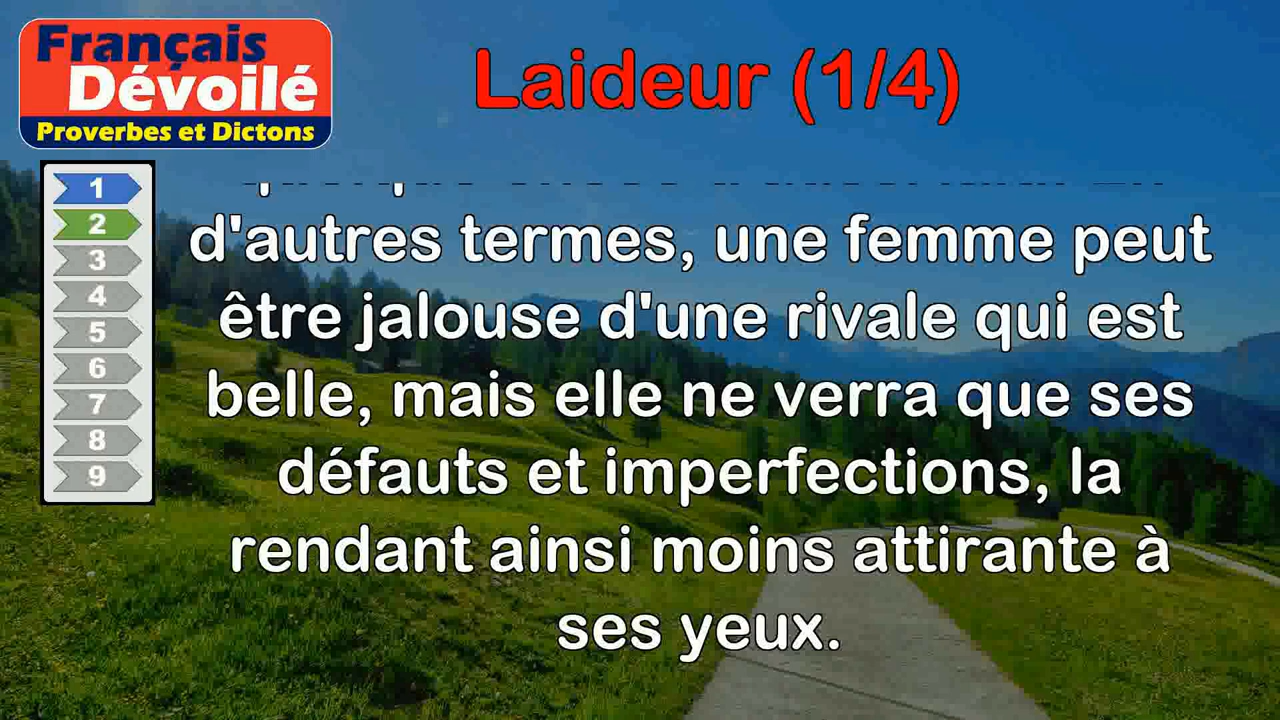 Français
Dévoilé
Proverbes et Dictons
Laideur (1/4)
1
2
3
4
5
6
7
8
9
d'autres termes, une femme peut
être jalouse d'une rivale qui est
belle, mais elle ne verra que ses
défauts et imperfections, la
rendant ainsi moins attirante à
ses yeux.